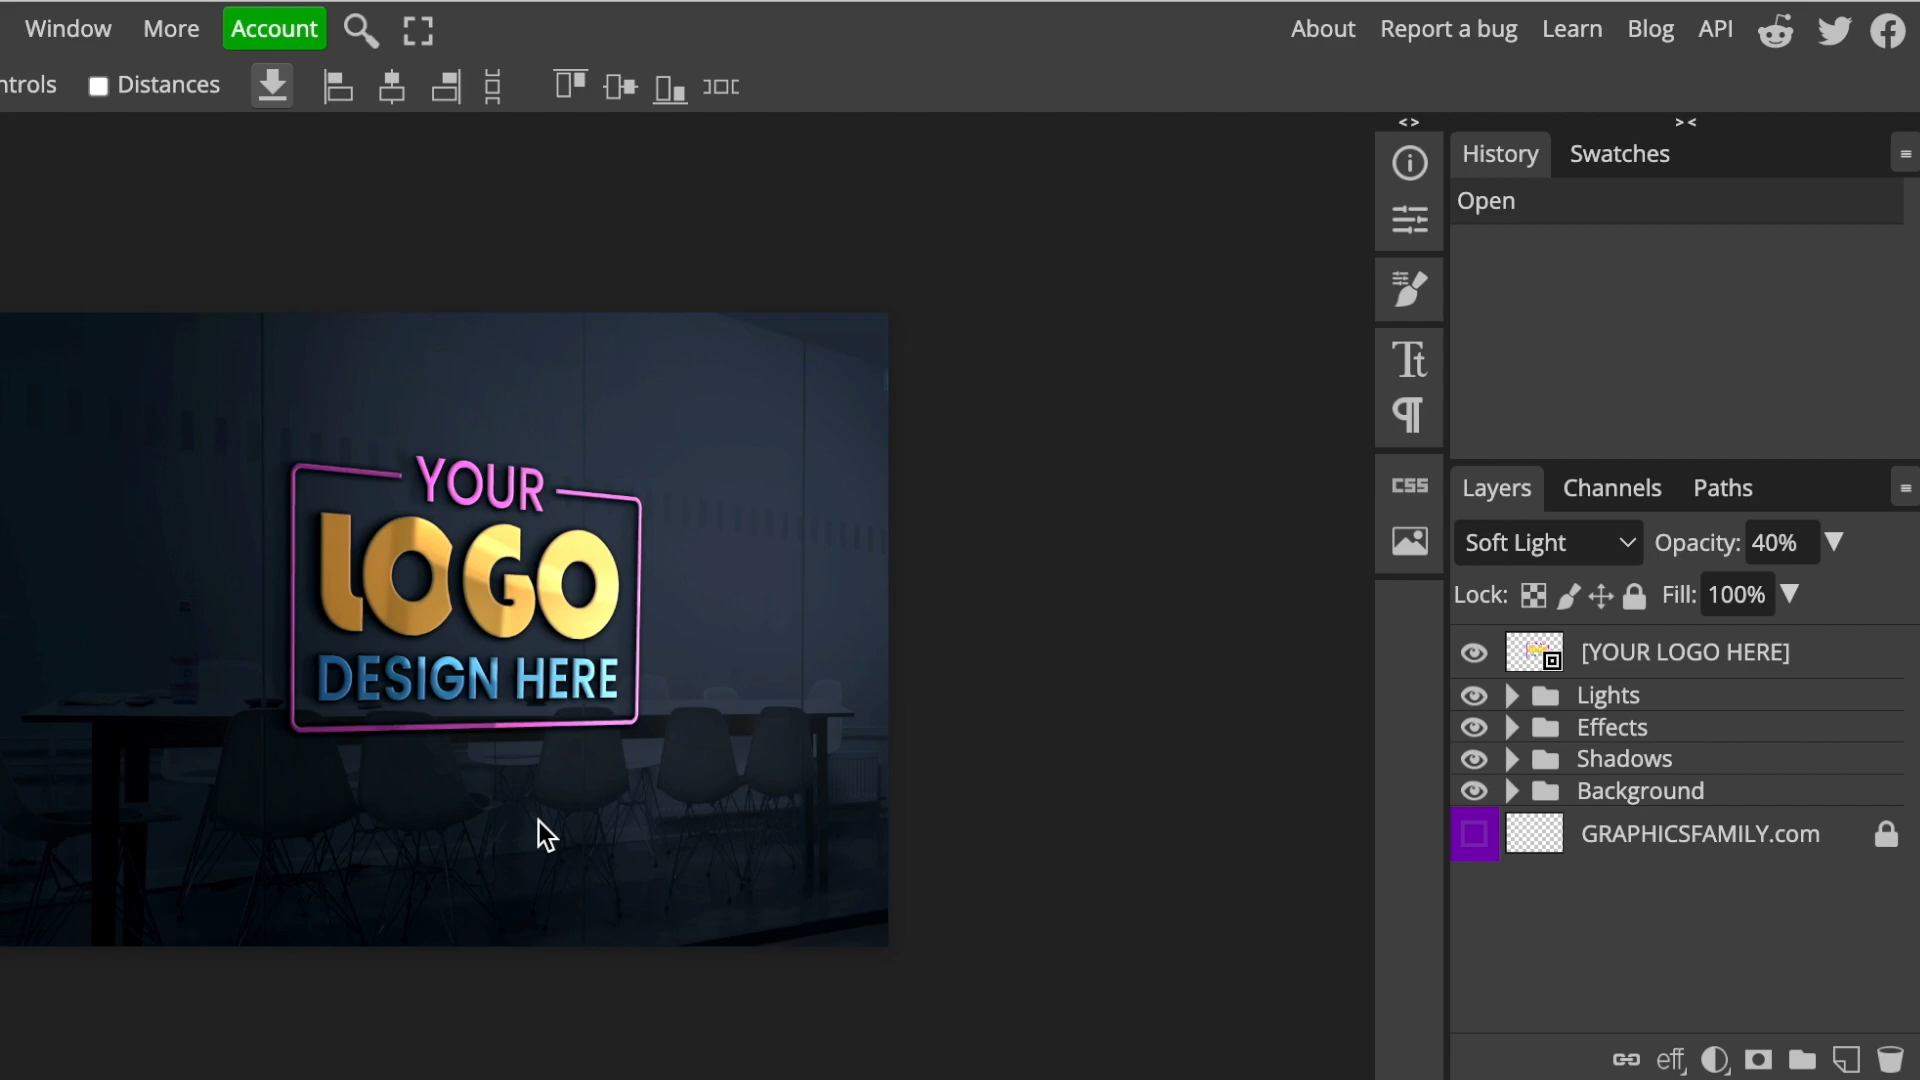 Window More Account About Report a bug Learn Blog API
ntrols Distances
<> ><
History Swatches
Open
YOUR
LOGO
DESIGN HERE
Tt
CSS
Layers Channels Paths
Soft Light Opacity: 40%
Lock: Fill: 100%
[YOUR LOGO HERE]
Lights
Effects
Shadows
Background
GRAPHICSFAMILY.com
eff